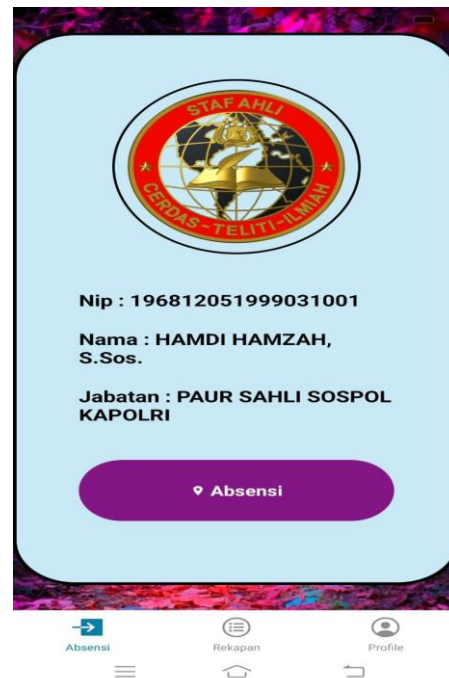 STAF AHLI
CERDAS-TELITI-ILMIAH
Nip : 196812051999031001
Nama : HAMDI HAMZAH,
S.Sos.
Jabatan : PAUR SAHLI SOSPOL
KAPOLRI
Absensi
Absensi
Rekapan
Profile